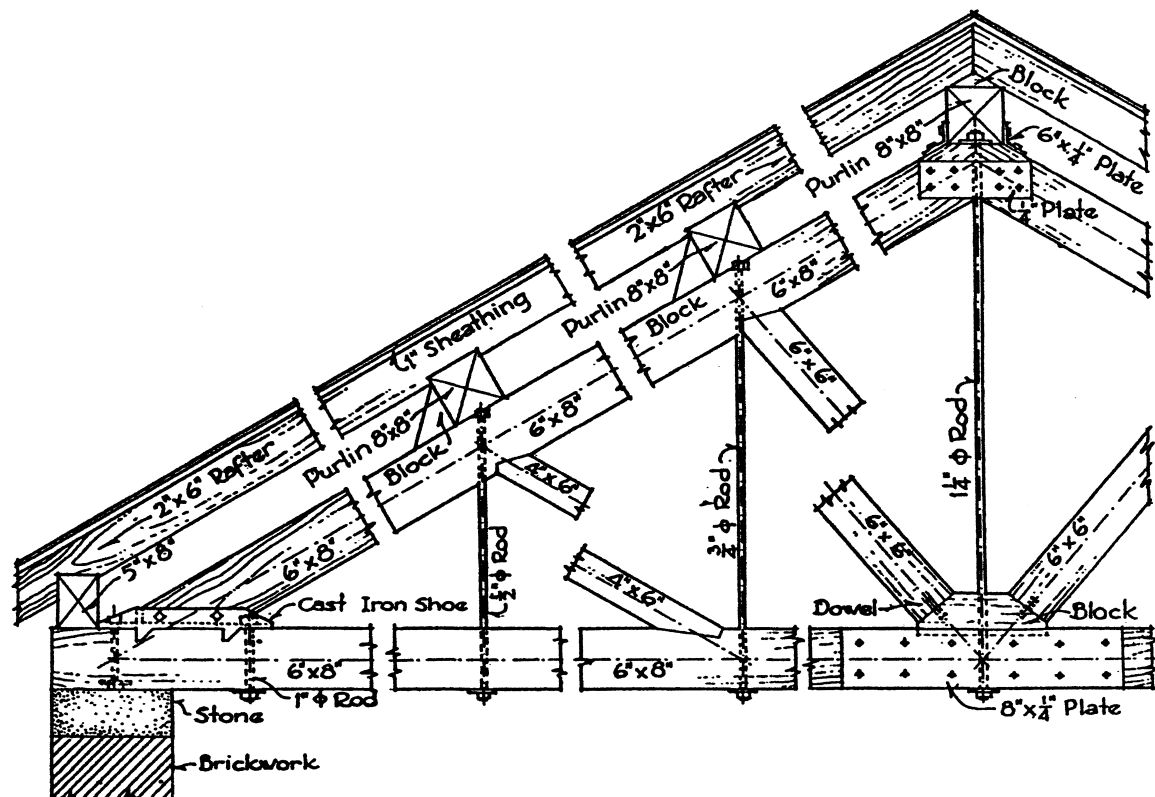 Block
6"x¼" Plate
Purlin 8"x8"
¼" Plate
2"x6" Rafter
Purlin 8"x8"
6"x8"
Block
1" Sheathing
6"x6"
Purlin 8"x8"
6"x8"
Block
4"x6"
2"x6" Rafter
1¼" Φ Rod
¾" Φ Rod
½" Φ Rod
6"x6"
6"x6"
5"x8"
6"x8"
4"x6"
Cast Iron Shoe
Dowel
Block
6"x8"
6"x8"
1" Φ Rod
8"x¼" Plate
Stone
Brickwork